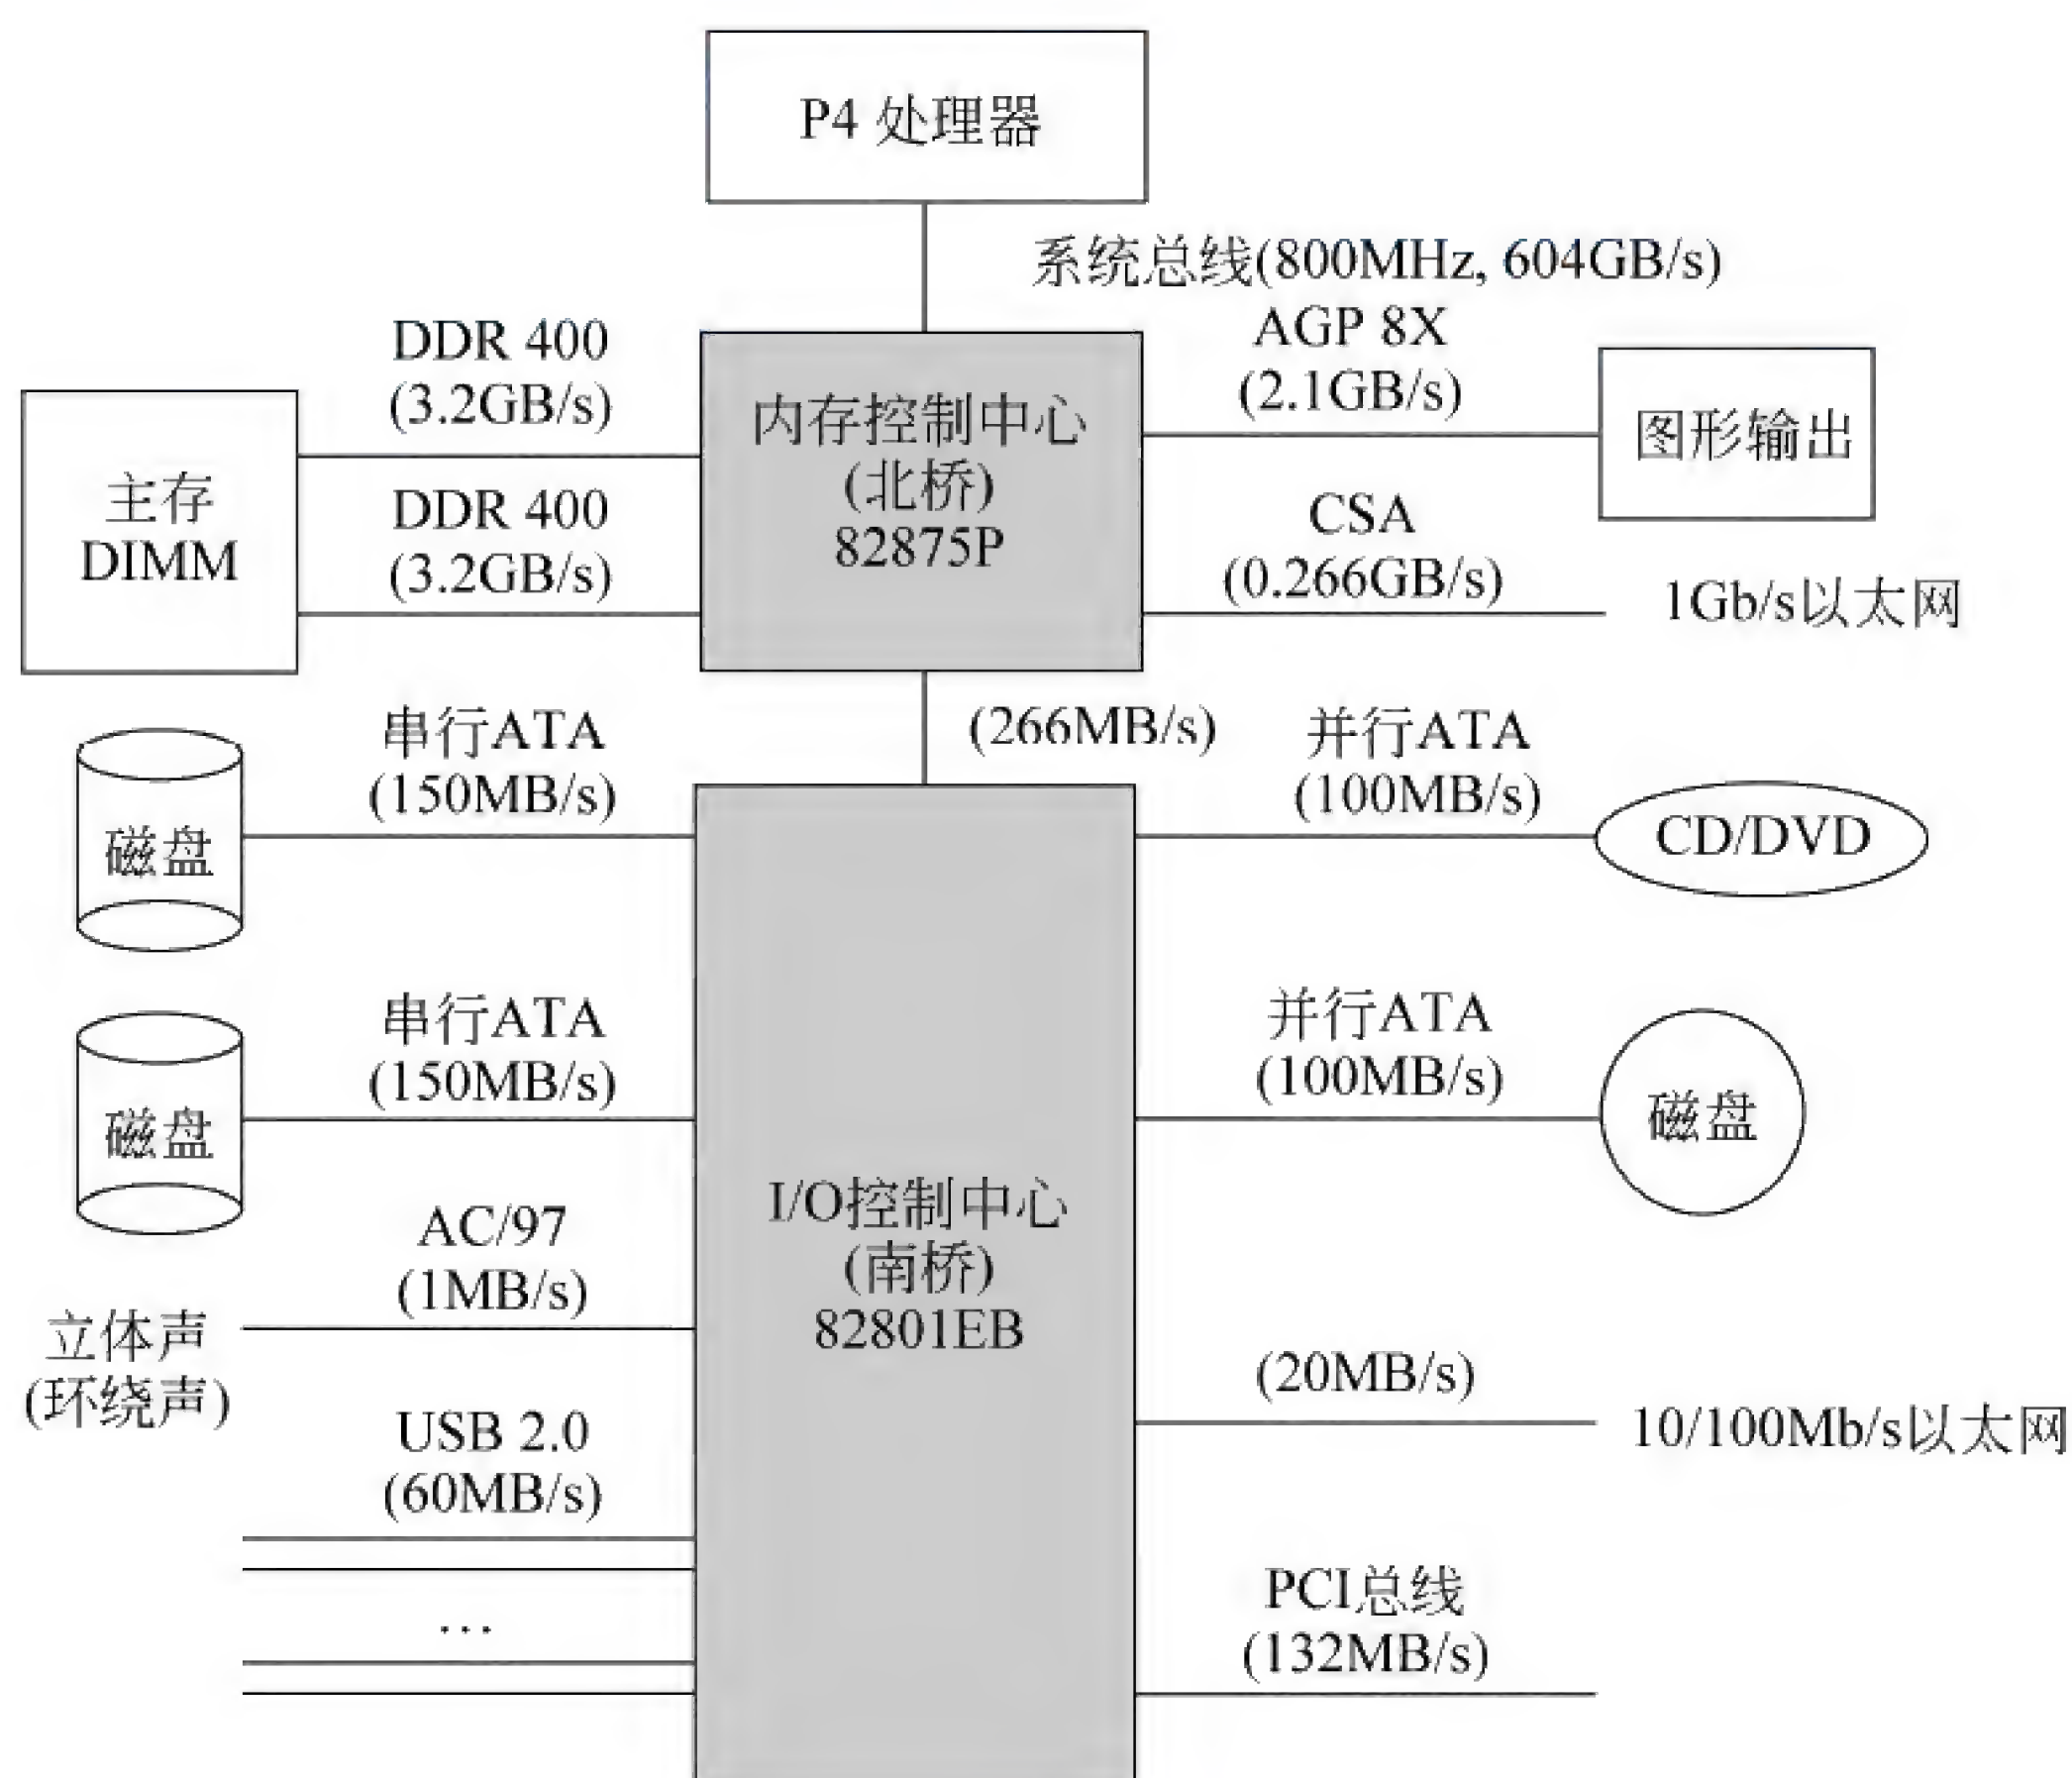 P4 处理器
系统总线(800MHz, 604GB/s)
DDR 400
(3.2GB/s)
AGP 8X
(2.1GB/s)
主存
DIMM
DDR 400
(3.2GB/s)
内存控制中心
(北桥)
82875P
图形输出
CSA
(0.266GB/s)
1Gb/s以太网
(266MB/s)
串行ATA
(150MB/s)
磁盘
并行ATA
(100MB/s)
CD/DVD
串行ATA
(150MB/s)
磁盘
并行ATA
(100MB/s)
磁盘
I/O控制中心
(南桥)
82801EB
AC/97
(1MB/s)
立体声
(环绕声)
(20MB/s)
10/100Mb/s以太网
USB 2.0
(60MB/s)
…
PCI总线
(132MB/s)